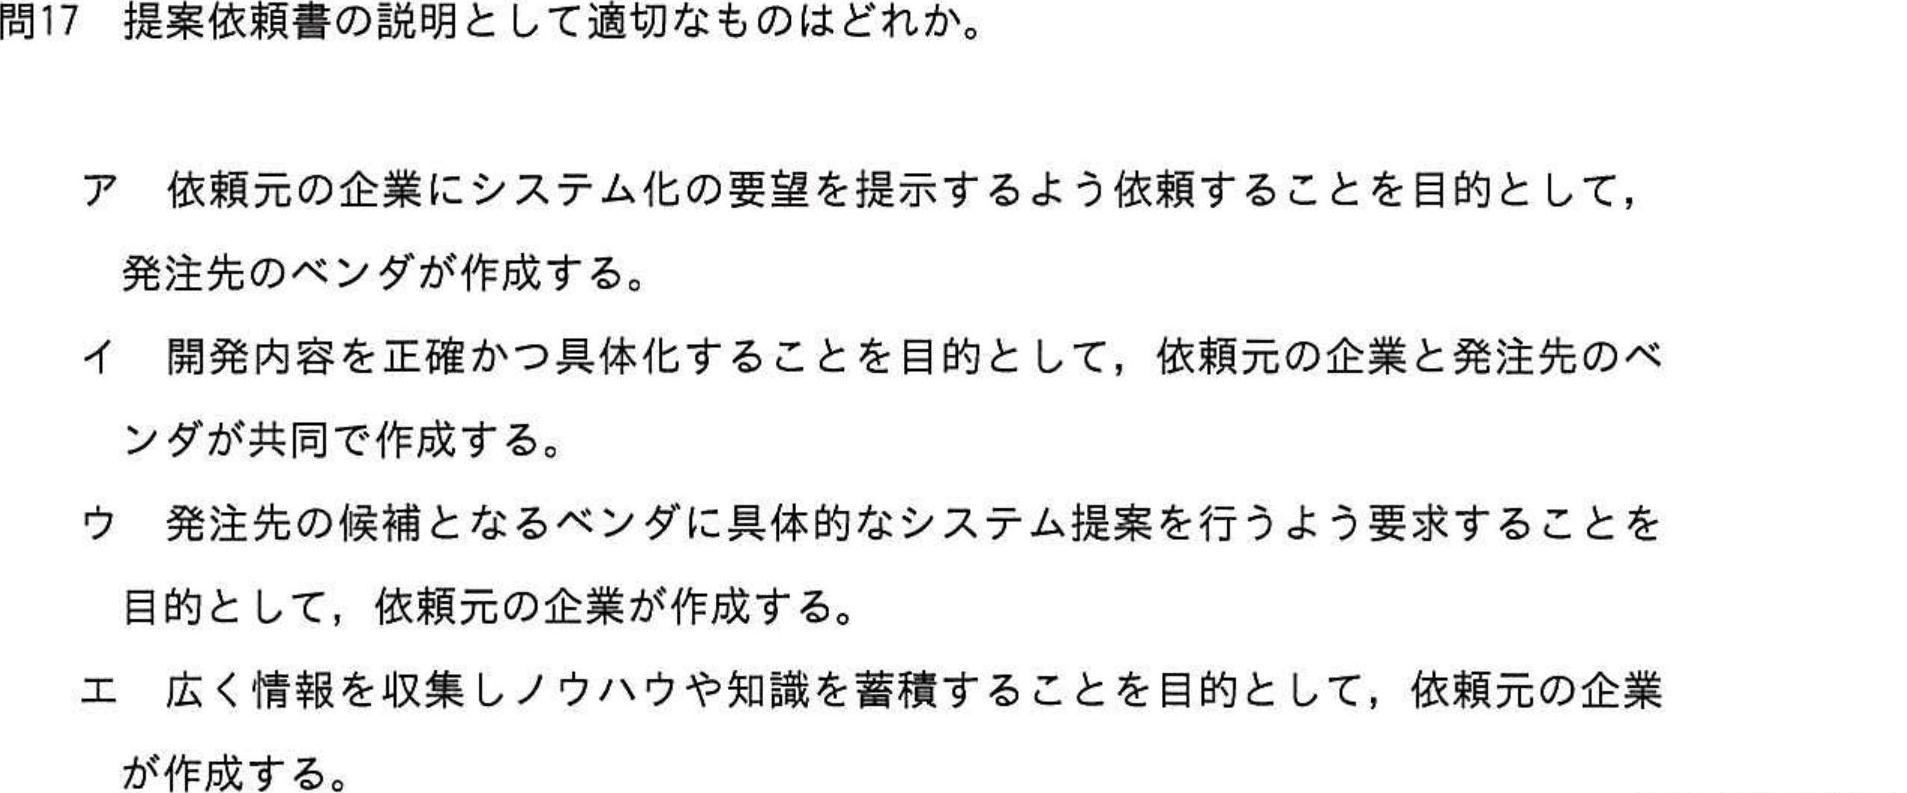 問17　提案依頼書の説明として適切なものはどれか。
ア　依頼元の企業にシステム化の要望を提示するよう依頼することを目的として，
発注先のベンダが作成する。
イ　開発内容を正確かつ具体化することを目的として，依頼元の企業と発注先のベ
ンダが共同で作成する。
ウ　発注先の候補となるベンダに具体的なシステム提案を行うよう要求することを
目的として，依頼元の企業が作成する。
エ　広く情報を収集しノウハウや知識を蓄積することを目的として，依頼元の企業
が作成する。